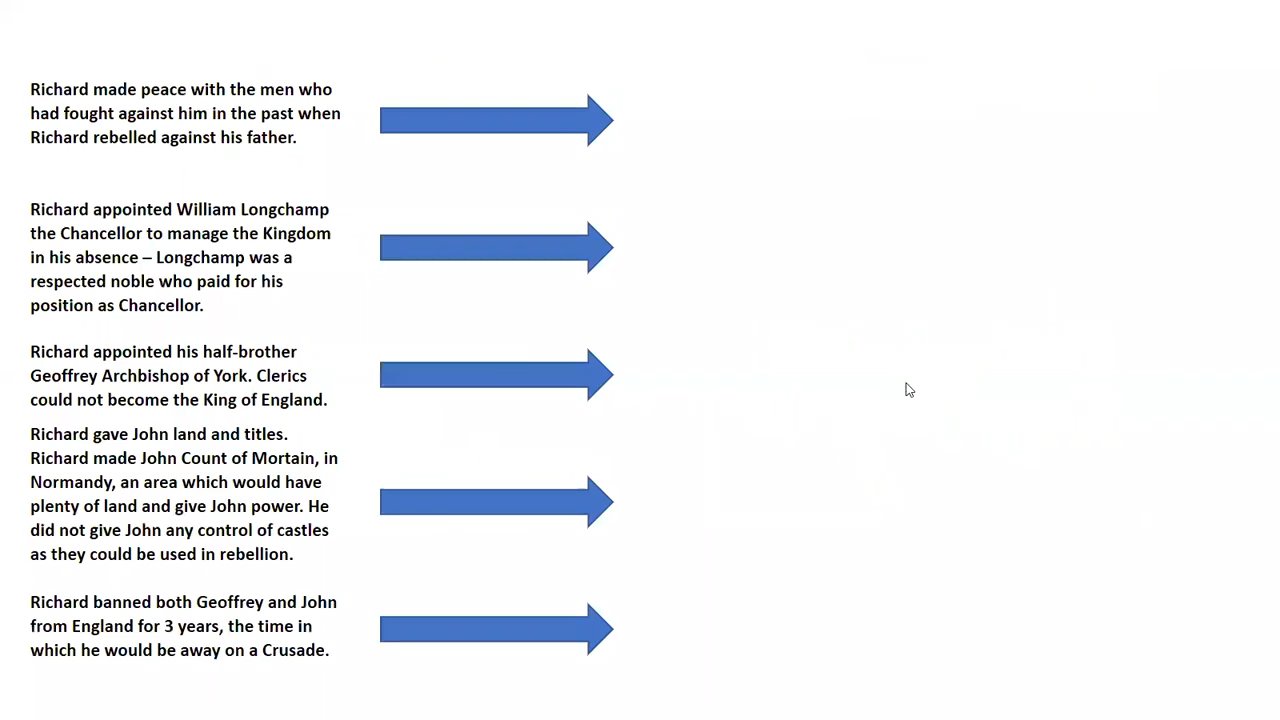 Richard made peace with the men who
had fought against him in the past when
Richard rebelled against his father.
Richard appointed William Longchamp
the Chancellor to manage the Kingdom
in his absence – Longchamp was a
respected noble who paid for his
position as Chancellor.
Richard appointed his half-brother
Geoffrey Archbishop of York. Clerics
could not become the King of England.
Richard gave John land and titles.
Richard made John Count of Mortain, in
Normandy, an area which would have
plenty of land and give John power. He
did not give John any control of castles
as they could be used in rebellion.
Richard banned both Geoffrey and John
from England for 3 years, the time in
which he would be away on a Crusade.